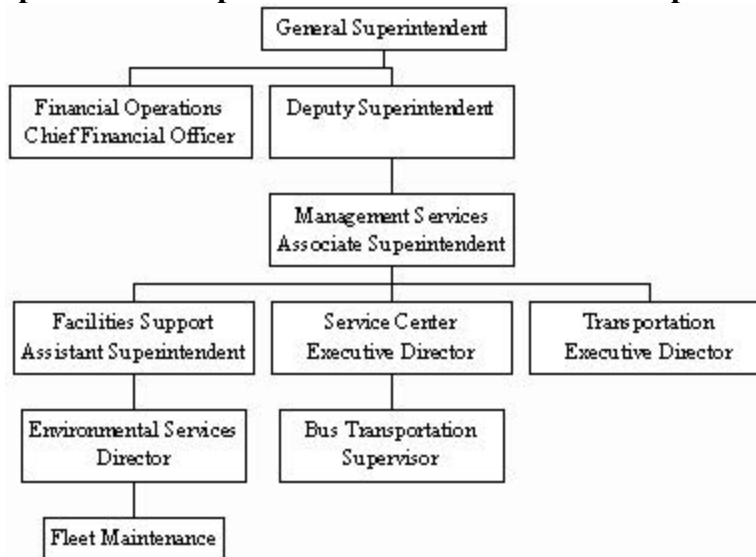 General Superintendent
Financial Operations
Chief Financial Officer
Deputy Superintendent
Management Services
Associate Superintendent
Facilities Support
Assistant Superintendent
Service Center
Executive Director
Transportation
Executive Director
Environmental Services
Director
Bus Transportation
Supervisor
Fleet Maintenance